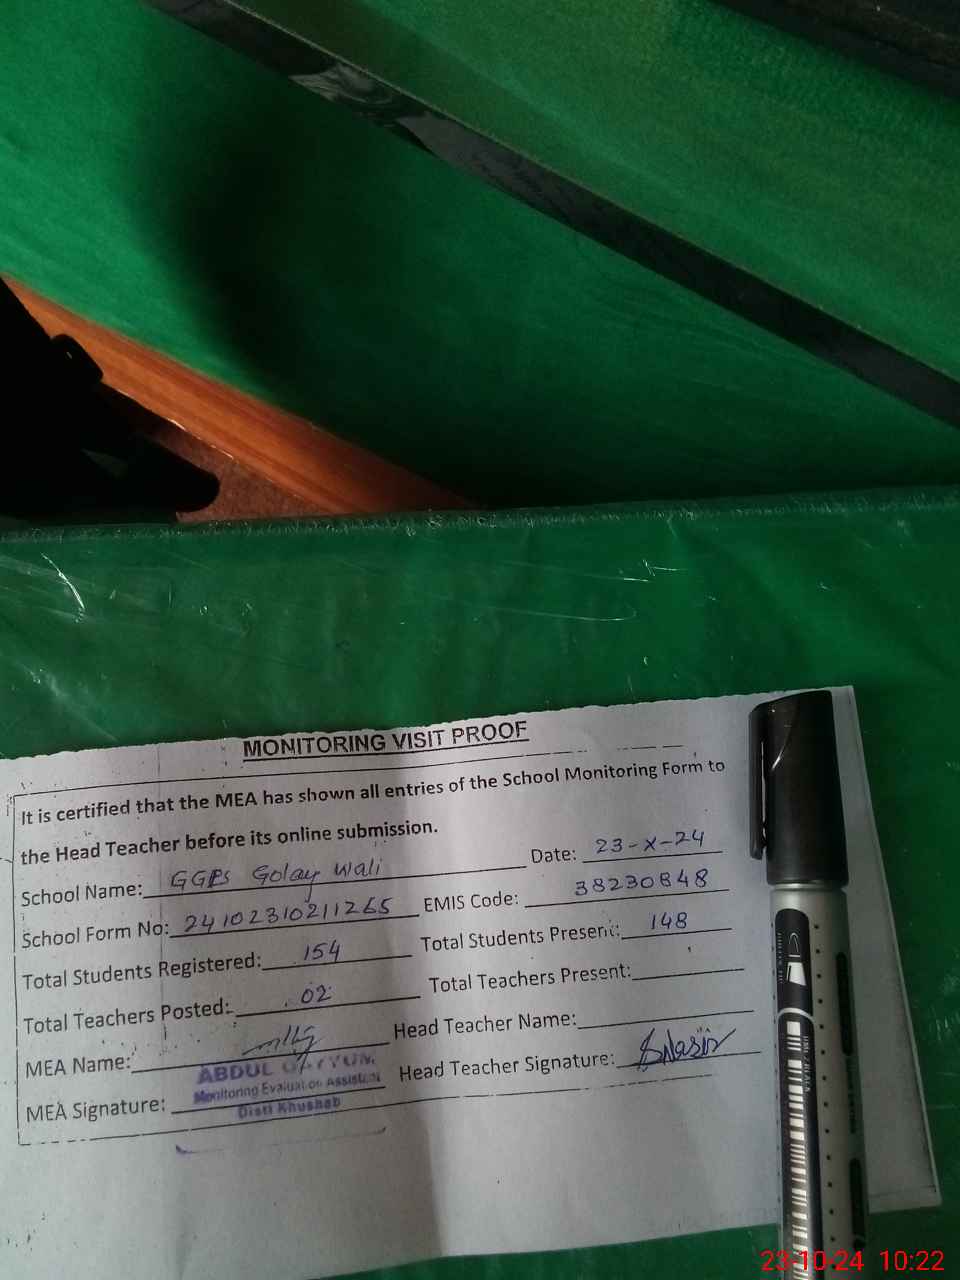 MONITORING VISIT PROOF
It is certified that the MEA has shown all entries of the School Monitoring Form to
the Head Teacher before its online submission.
School Name: GGPS Golay Wali Date: 23-X-24
School Form No: 24102310211265 EMIS Code: 38230848
Total Students Registered: 154 Total Students Present: 148
Total Teachers Posted: 02 Total Teachers Present:
MEA Name: Head Teacher Name:
ABDUL QAYYUM
MEA Signature: Monitoring Evaluation Assistant Head Teacher Signature:
Distt Khushab
23-10-24 10:22